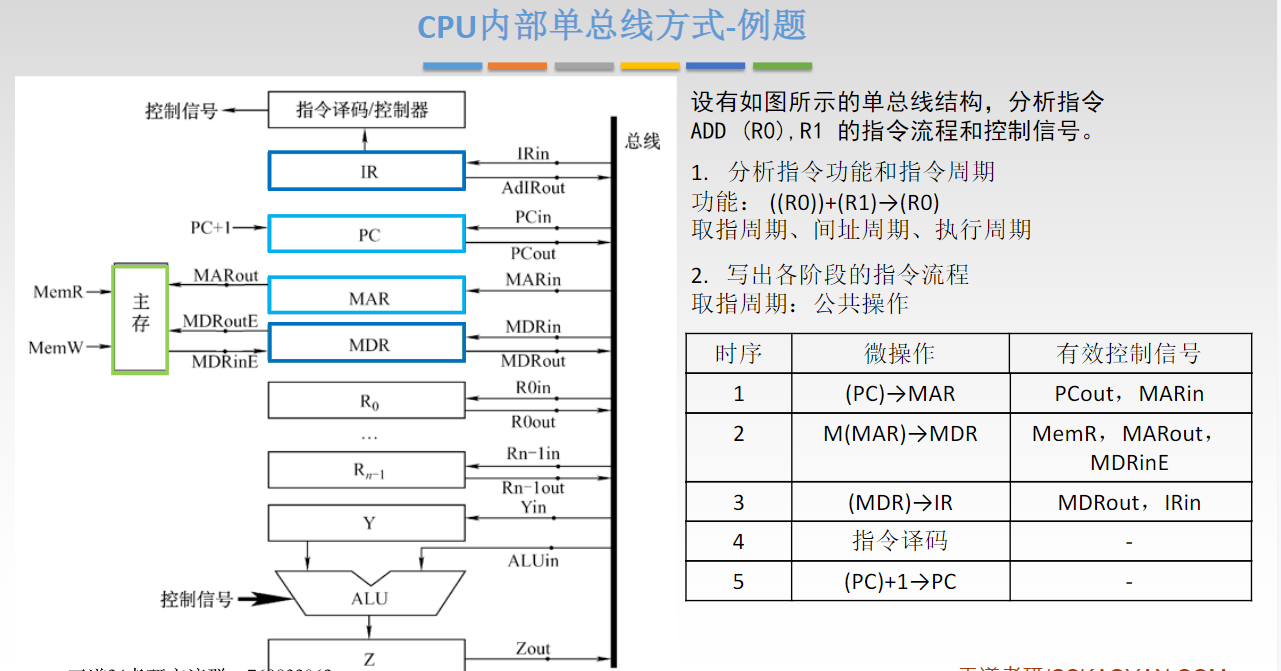 CPU内部单总线方式-例题
控制信号
指令译码/控制器
总线
IR
IRin
AdIRout
PC+1
PC
PCin
PCout
MemR
MemW
主
存
MARout
MAR
MARin
MDRoutE
MDRinE
MDR
MDRin
MDRout
R0
R0in
R0out
...
Rn-1
Rn-1in
Rn-1out
Y
Yin
ALUin
控制信号
ALU
Z
Zout
设有如图所示的单总线结构，分析指令
ADD (R0),R1 的指令流程和控制信号。
1. 分析指令功能和指令周期
功能： ((R0))+(R1)→(R0)
取指周期、间址周期、执行周期
2. 写出各阶段的指令流程
取指周期：公共操作
时序 微操作 有效控制信号
1 (PC)→MAR PCout，MARin
2 M(MAR)→MDR MemR，MARout，
MDRinE
3 (MDR)→IR MDRout，IRin
4 指令译码 -
5 (PC)+1→PC -